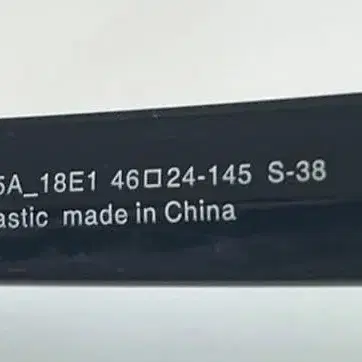 5A_18E1 46□24-145 S-38
astic made in China